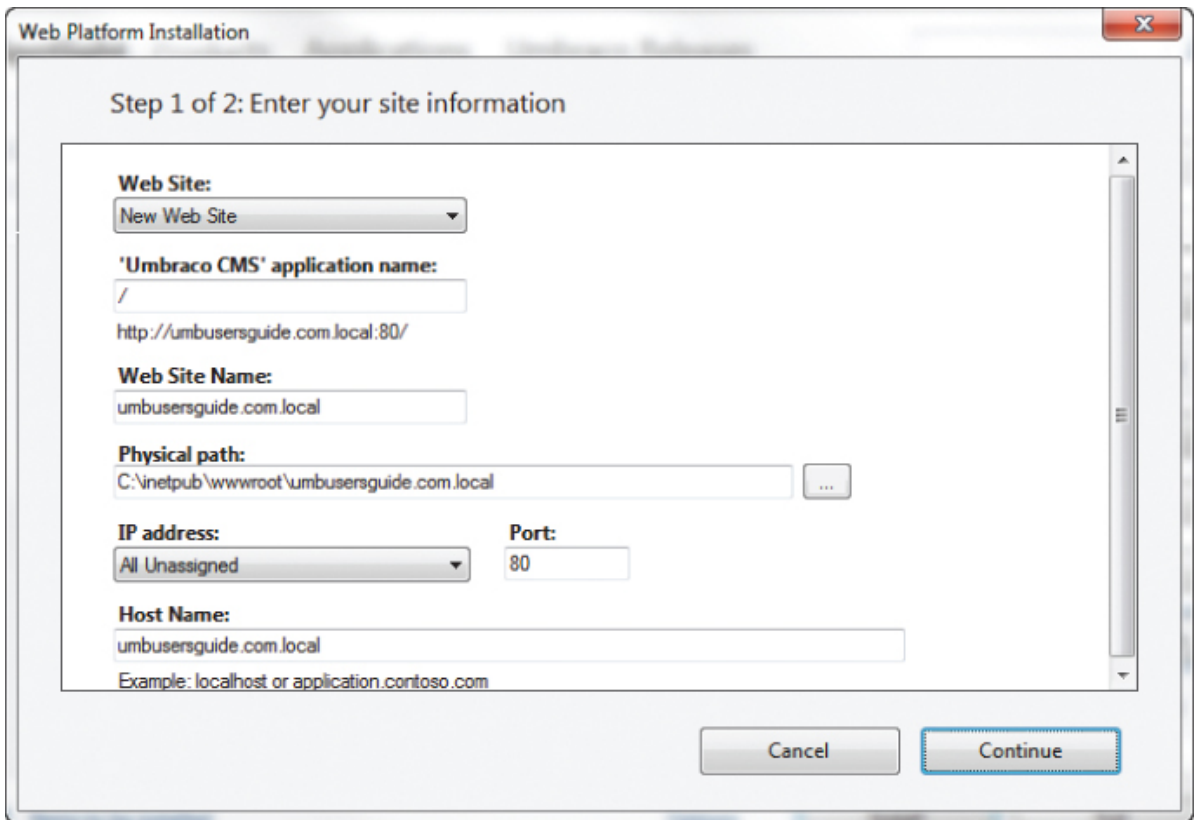 Web Platform Installation
Step 1 of 2: Enter your site information
Web Site:
New Web Site
'Umbraco CMS' application name:
/
http://umbusersguide.com.local:80/
Web Site Name:
umbusersguide.com.local
Physical path:
C:\inetpub\wwwroot\umbusersguide.com.local
...
IP address: Port:
All Unassigned 80
Host Name:
umbusersguide.com.local
Example: localhost or application.contoso.com
Cancel Continue